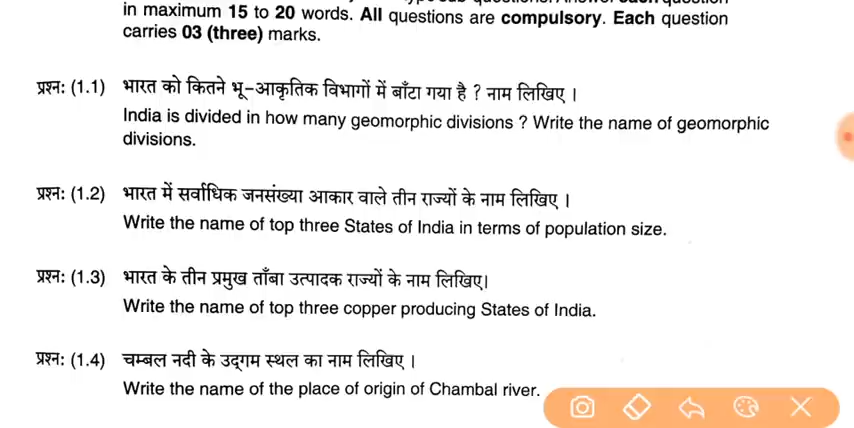 in maximum 15 to 20 words. All questions are compulsory. Each question
carries 03 (three) marks.
प्रश्न: (1.1) भारत को कितने भू-आकृतिक विभागों में बाँटा गया है ? नाम लिखिए ।
India is divided in how many geomorphic divisions ? Write the name of geomorphic
divisions.
प्रश्न: (1.2) भारत में सर्वाधिक जनसंख्या आकार वाले तीन राज्यों के नाम लिखिए ।
Write the name of top three States of India in terms of population size.
प्रश्न: (1.3) भारत के तीन प्रमुख ताँबा उत्पादक राज्यों के नाम लिखिए।
Write the name of top three copper producing States of India.
प्रश्न: (1.4) चम्बल नदी के उद्‌गम स्थल का नाम लिखिए ।
Write the name of the place of origin of Chambal river.